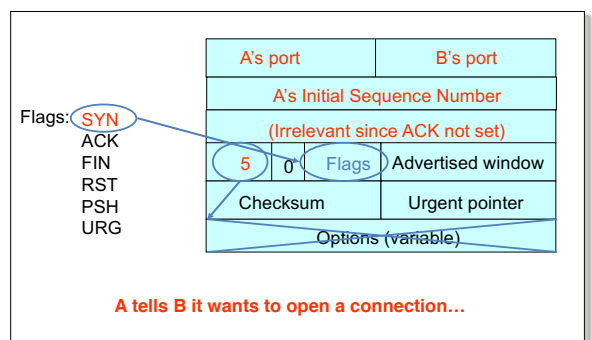 A's port B's port
A's Initial Sequence Number
Flags: SYN (Irrelevant since ACK not set)
ACK
FIN 5 0 Flags Advertised window
RST
PSH Checksum Urgent pointer
URG
Options (variable)
A tells B it wants to open a connection…